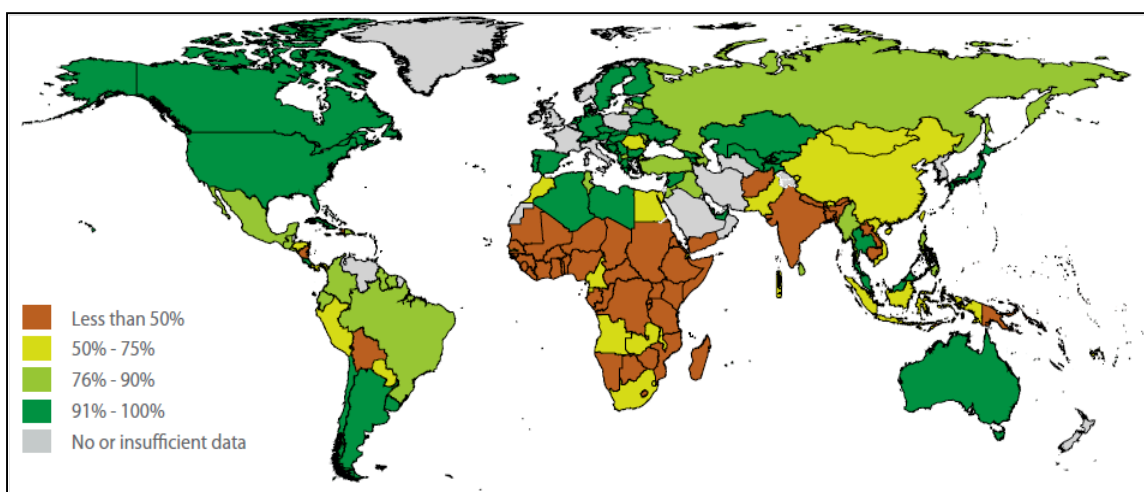 Less than 50%
50% - 75%
76% - 90%
91% - 100%
No or insufficient data